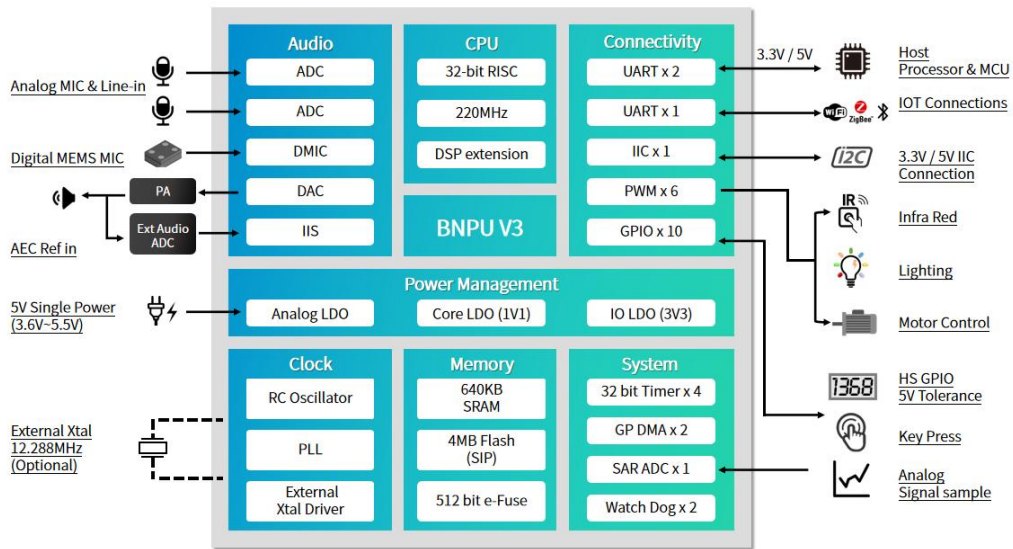 Audio
ADC
ADC
DMIC
DAC
IIS
CPU
32-bit RISC
220MHz
DSP extension
BNPU V3
Connectivity
UART x 2
UART x 1
IIC x 1
PWM x 6
GPIO x 10
Power Management
Analog LDO
Core LDO (1V1)
IO LDO (3V3)
Clock
RC Oscillator
PLL
External
Xtal Driver
Memory
640KB
SRAM
4MB Flash
(SIP)
512 bit e-Fuse
System
32 bit Timer x 4
GP DMA x 2
SAR ADC x 1
Watch Dog x 2
Analog MIC & Line-in
Digital MEMS MIC
PA
Ext Audio
ADC
AEC Ref in
5V Single Power
(3.6V~5.5V)
External Xtal
12.288MHz
(Optional)
3.3V / 5V
Host
Processor & MCU
WiFi
ZigBee
IOT Connections
I2C
3.3V / 5V IIC
Connection
IR
Infra Red
Lighting
Motor Control
1368
HS GPIO
5V Tolerance
Key Press
Analog
Signal sample